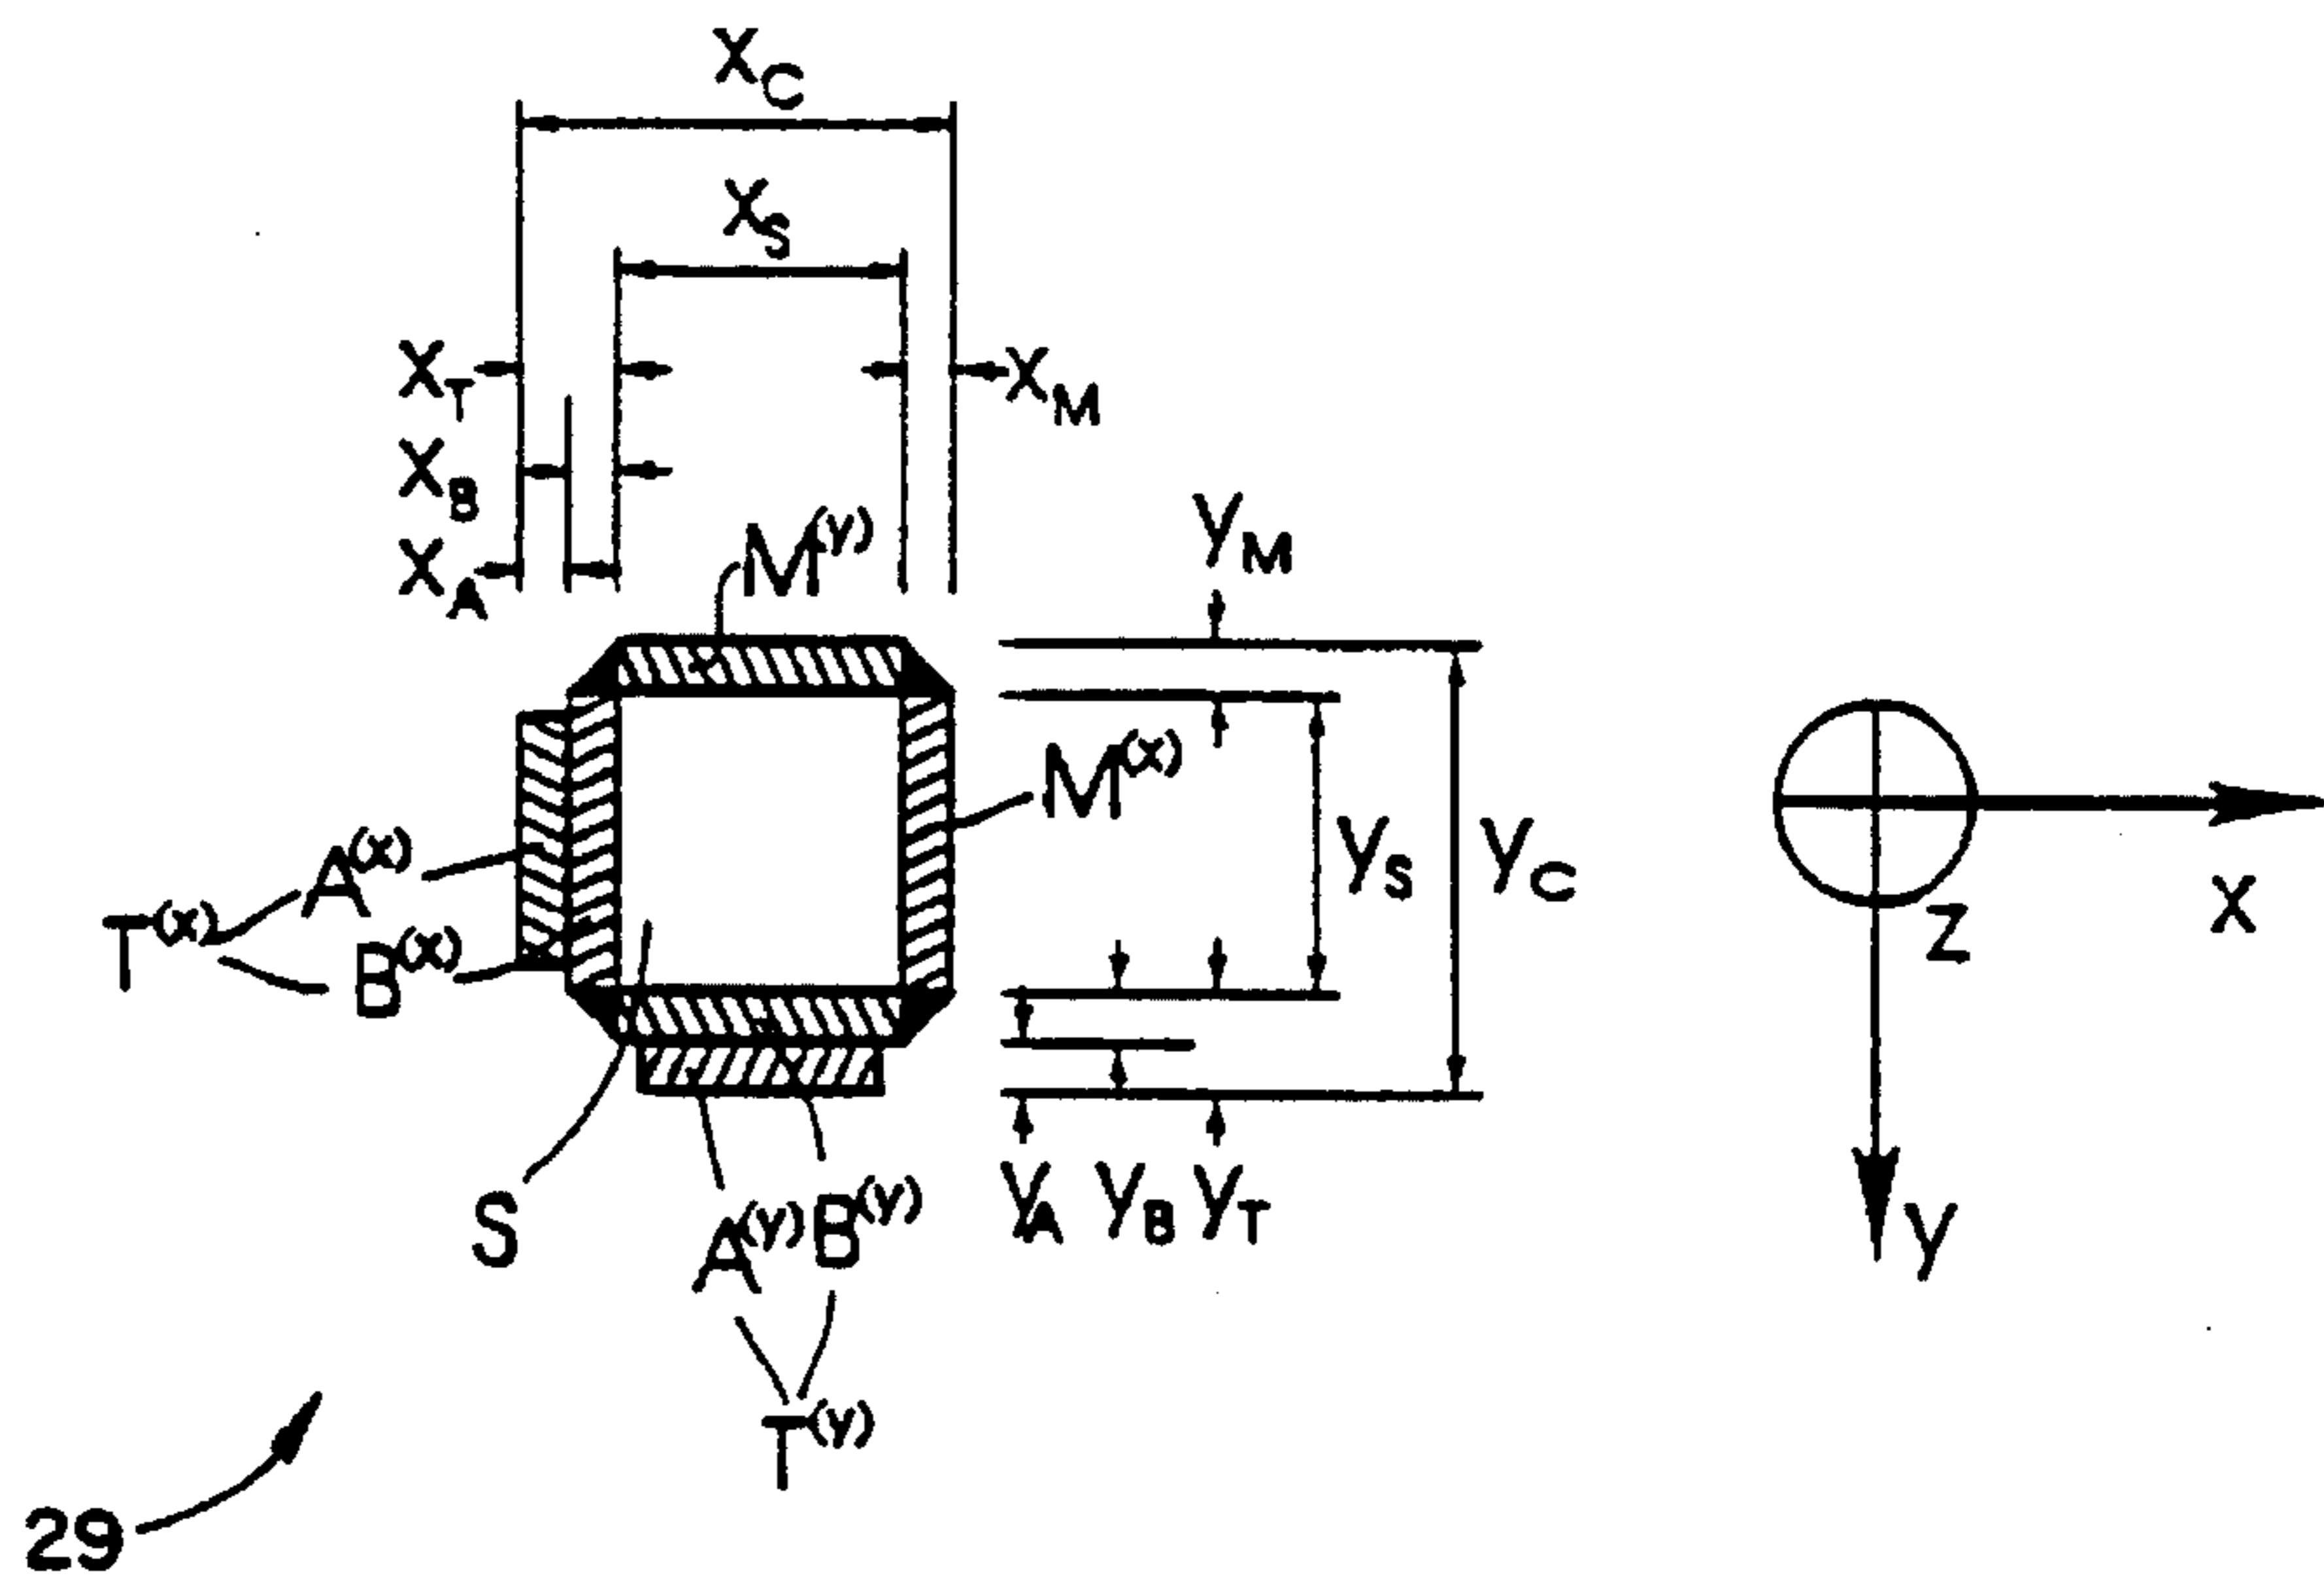 X_C
X_S
X_T
X_M
X_B
X_A
M^(y)
Y_M
M^(x)
A^(x)
T^(x)
B^(x)
Y_S Y_C
X
Z
S
A^(y) B^(y)
Y_A Y_B Y_T
y
T^(y)
29